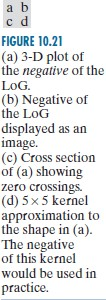 a b
c d
FIGURE 10.21
(a) 3-D plot of
the negative of the
LoG.
(b) Negative of
the LoG
displayed as an
image.
(c) Cross section
of (a) showing
zero crossings.
(d) 5 × 5 kernel
approximation to
the shape in (a).
The negative
of this kernel
would be used in
practice.